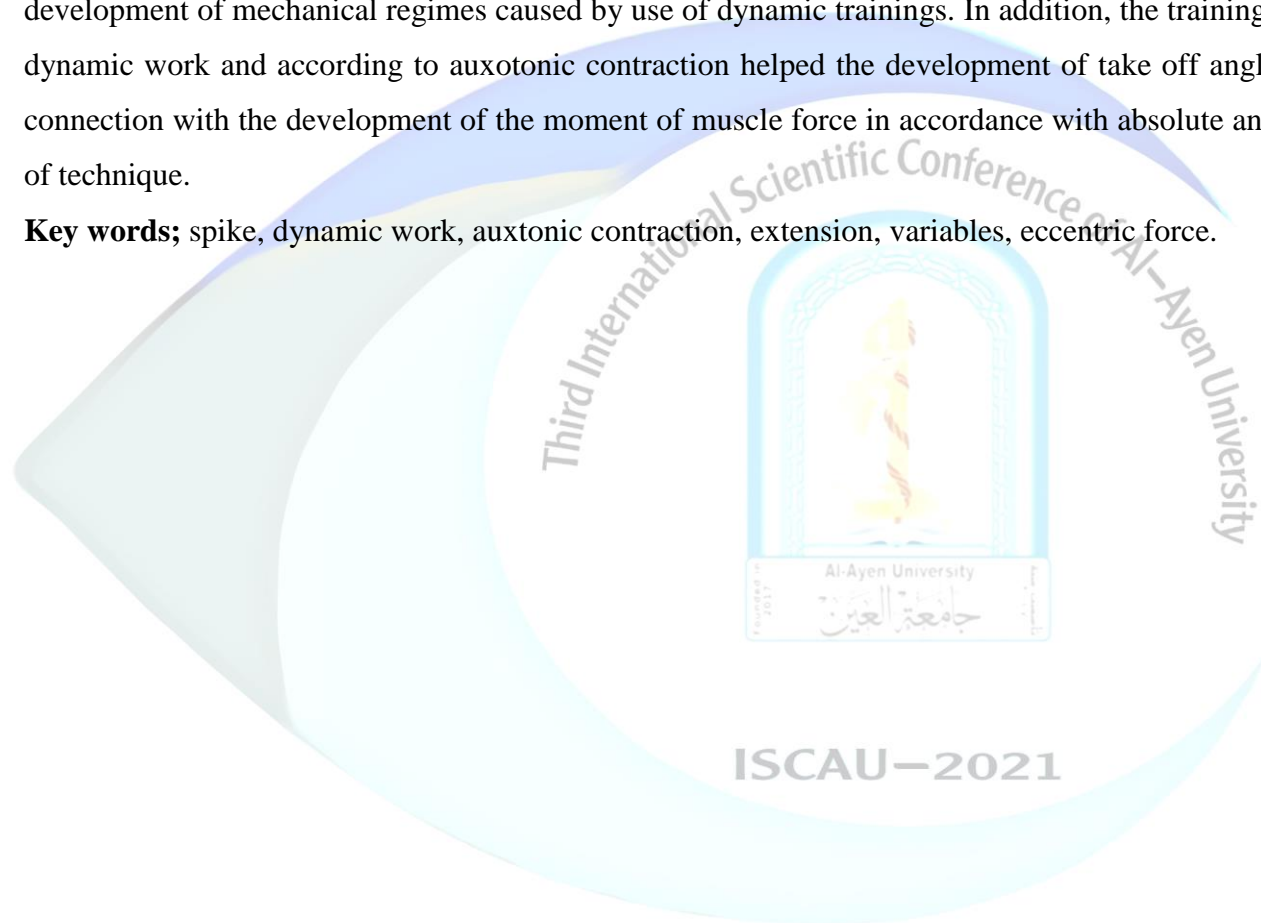 development of mechanical regimes caused by use of dynamic trainings. In addition, the training
dynamic work and according to auxotonic contraction helped the development of take off angl
connection with the development of the moment of muscle force in accordance with absolute an
of technique.
Key words; spike, dynamic work, auxtonic contraction, extension, variables, eccentric force.
Third International Scientific Conference of Al-Ayen University
Al-Ayen University
Founded in 2017
جامعة العين
ISCAU-2021